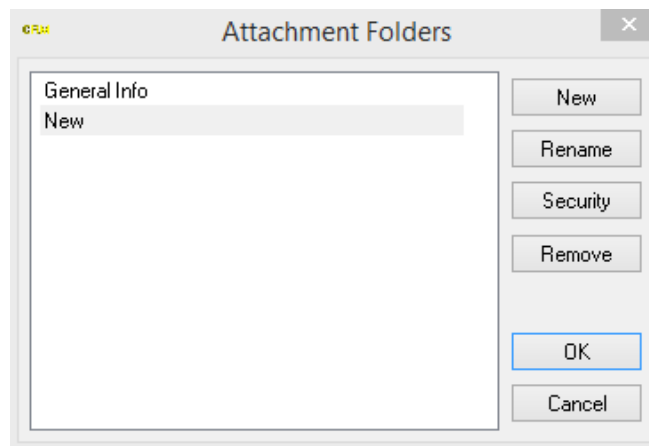 Attachment Folders
General Info
New
New
Rename
Security
Remove
OK
Cancel